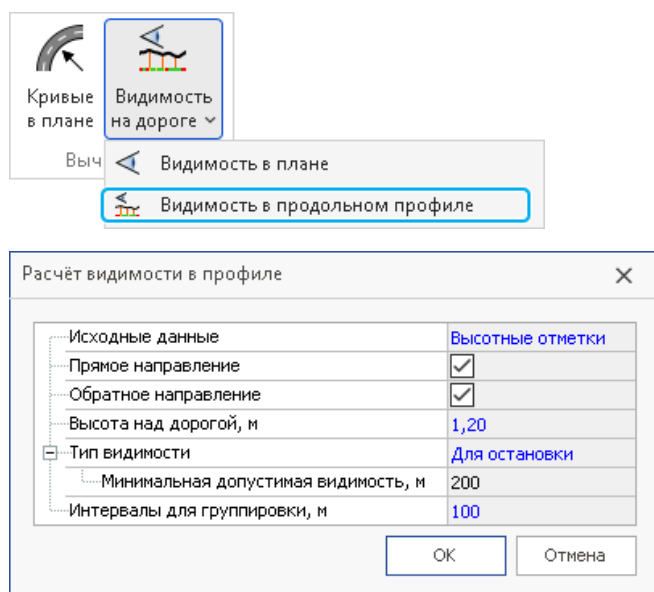 Кривые
в плане
Видимость
на дороге
Выч
Видимость в плане
Видимость в продольном профиле
Расчёт видимости в профиле
Исходные данные Высотные отметки
Прямое направление
Обратное направление
Высота над дорогой, м 1,20
Тип видимости Для остановки
Минимальная допустимая видимость, м 200
Интервалы для группировки, м 100
ОК Отмена